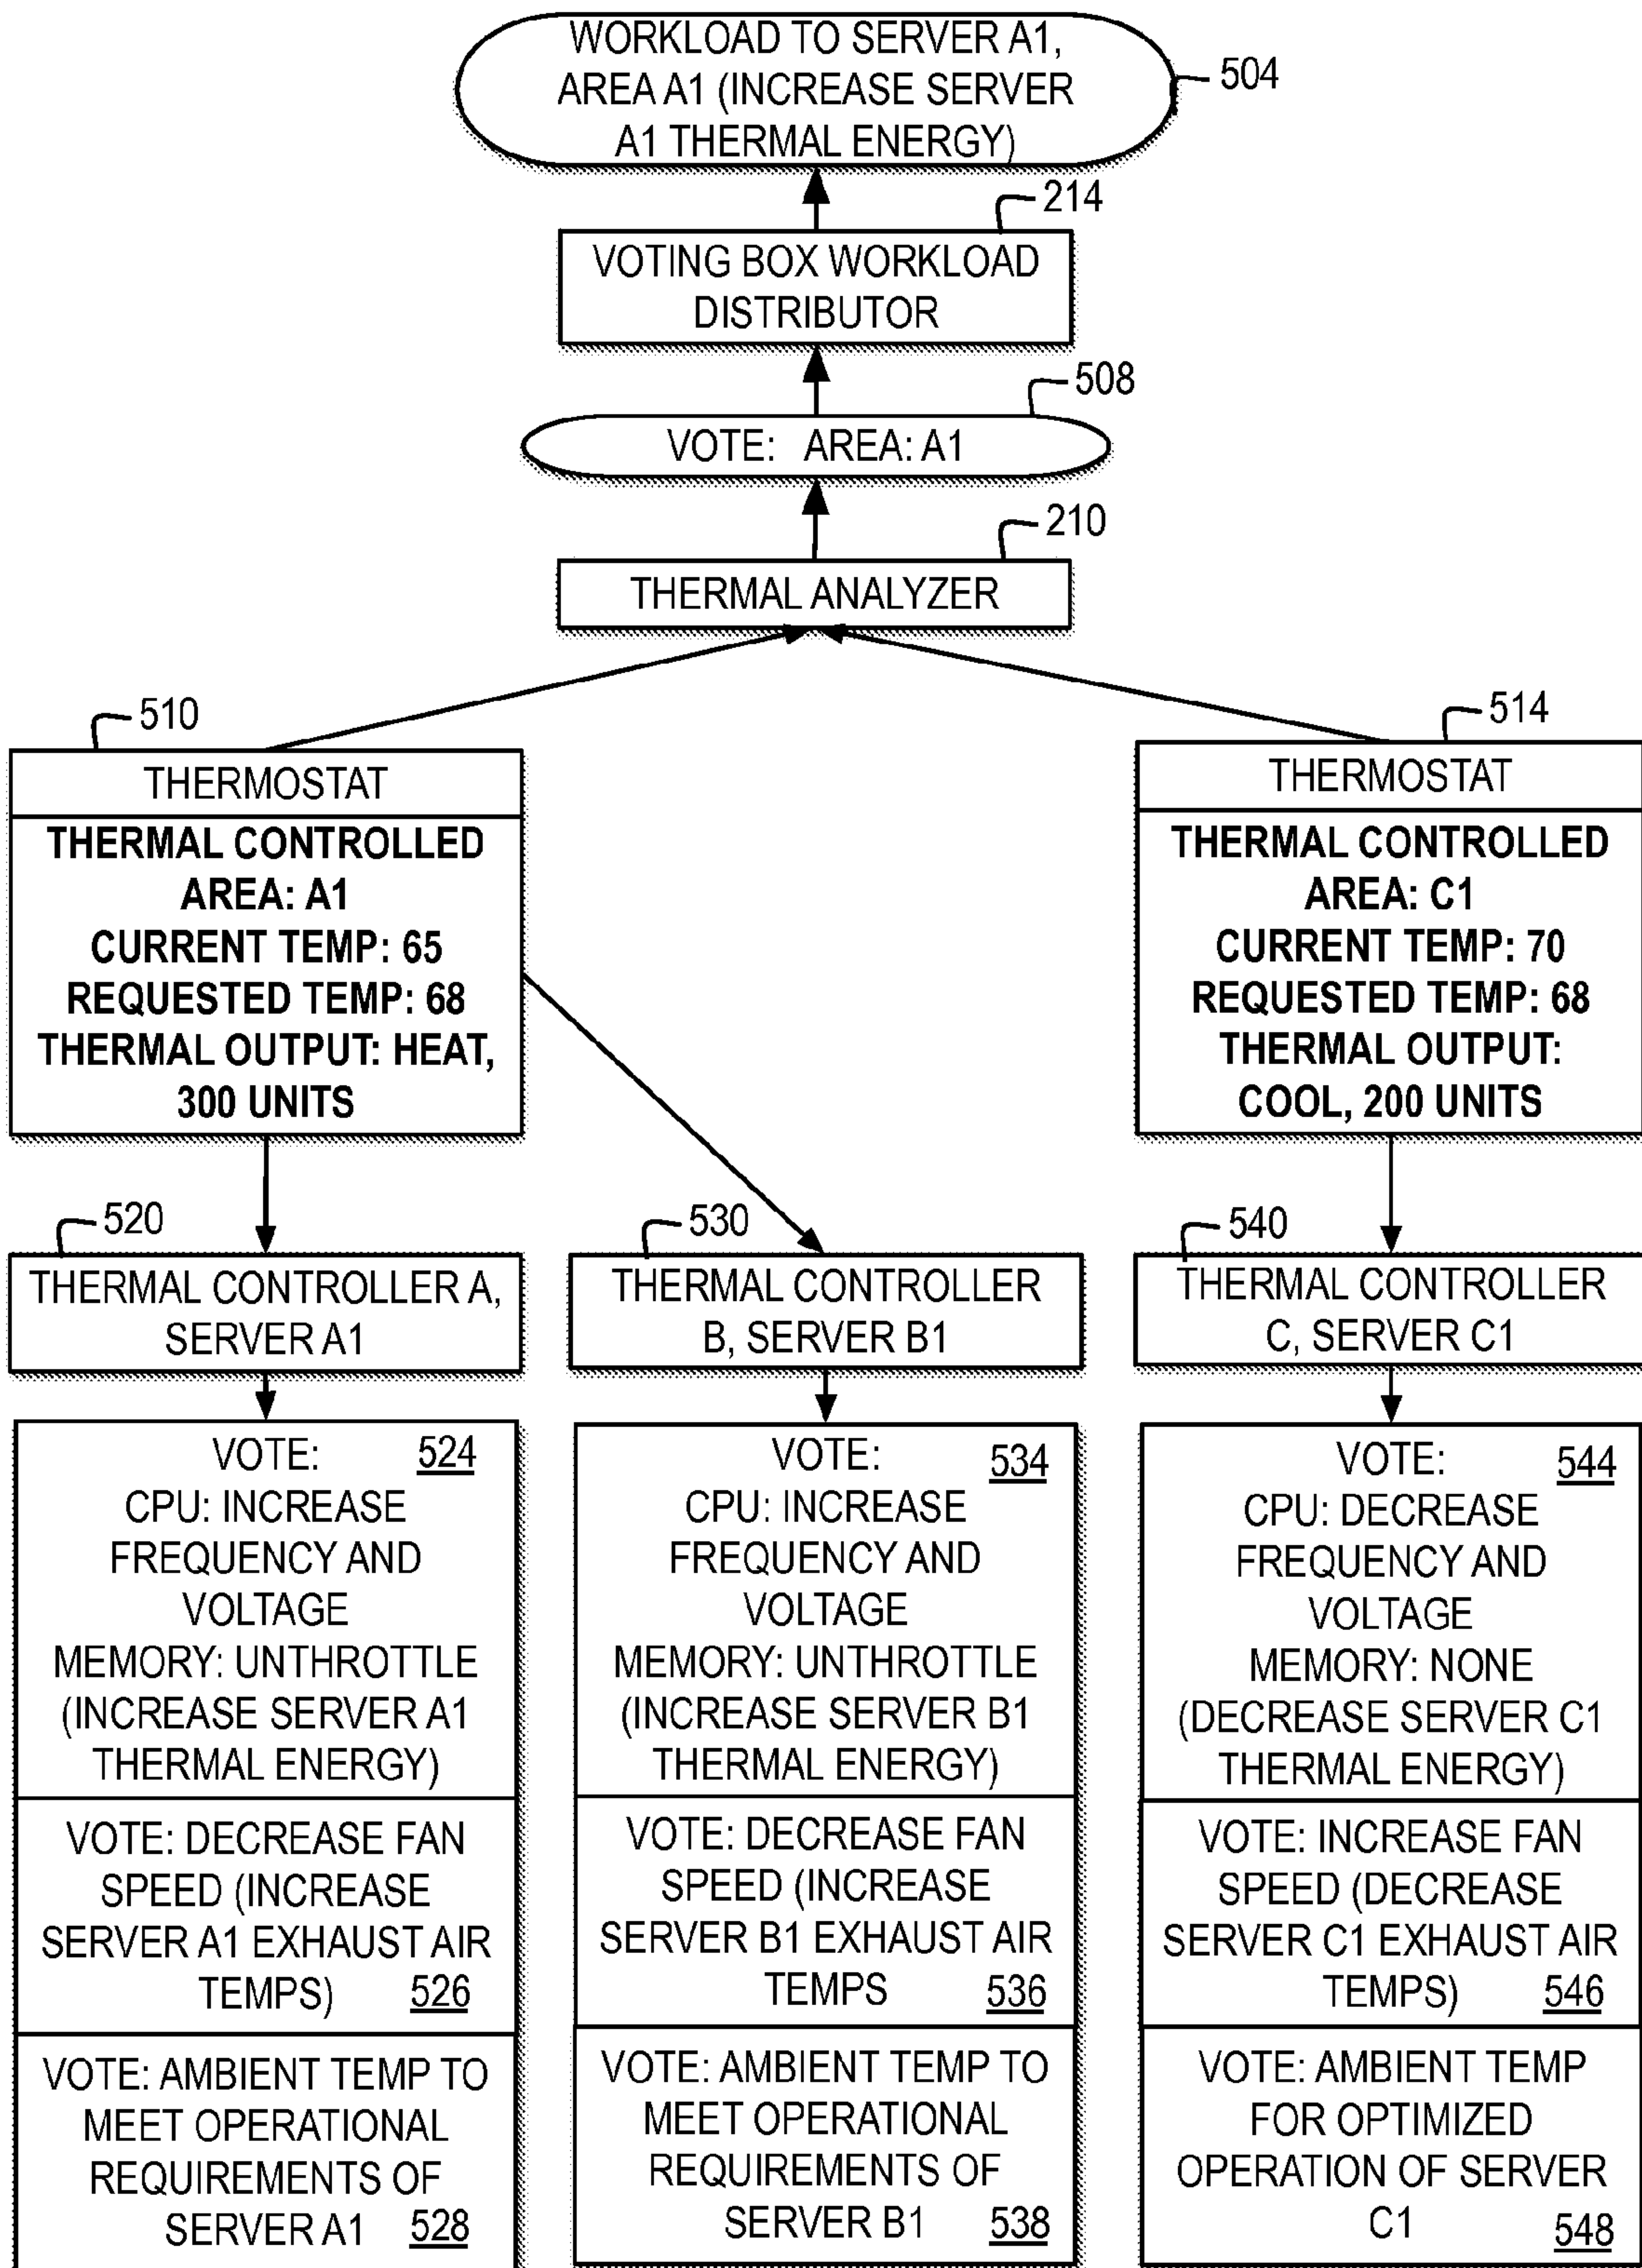 WORKLOAD TO SERVER A1,
AREA A1 (INCREASE SERVER
A1 THERMAL ENERGY)
504
214
VOTING BOX WORKLOAD
DISTRIBUTOR
508
VOTE: AREA: A1
210
THERMAL ANALYZER
510
THERMOSTAT
THERMAL CONTROLLED
AREA: A1
CURRENT TEMP: 65
REQUESTED TEMP: 68
THERMAL OUTPUT: HEAT,
300 UNITS
514
THERMOSTAT
THERMAL CONTROLLED
AREA: C1
CURRENT TEMP: 70
REQUESTED TEMP: 68
THERMAL OUTPUT:
COOL, 200 UNITS
520
THERMAL CONTROLLER A,
SERVER A1
530
THERMAL CONTROLLER
B, SERVER B1
540
THERMAL CONTROLLER
C, SERVER C1
VOTE: 524
CPU: INCREASE
FREQUENCY AND
VOLTAGE
MEMORY: UNTHROTTLE
(INCREASE SERVER A1
THERMAL ENERGY)
VOTE: DECREASE FAN
SPEED (INCREASE
SERVER A1 EXHAUST AIR
TEMPS) 526
VOTE: AMBIENT TEMP TO
MEET OPERATIONAL
REQUIREMENTS OF
SERVER A1 528
VOTE: 534
CPU: INCREASE
FREQUENCY AND
VOLTAGE
MEMORY: UNTHROTTLE
(INCREASE SERVER B1
THERMAL ENERGY)
VOTE: DECREASE FAN
SPEED (INCREASE
SERVER B1 EXHAUST AIR
TEMPS 536
VOTE: AMBIENT TEMP TO
MEET OPERATIONAL
REQUIREMENTS OF
SERVER B1 538
VOTE: 544
CPU: DECREASE
FREQUENCY AND
VOLTAGE
MEMORY: NONE
(DECREASE SERVER C1
THERMAL ENERGY)
VOTE: INCREASE FAN
SPEED (DECREASE
SERVER C1 EXHAUST AIR
TEMPS) 546
VOTE: AMBIENT TEMP
FOR OPTIMIZED
OPERATION OF SERVER
C1 548